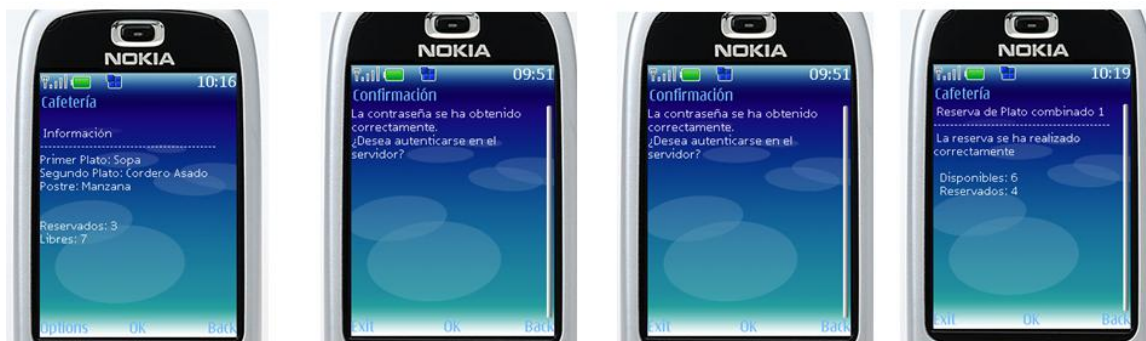 NOKIA
10:16
Cafetería
Información
Primer Plato: Sopa
Segundo Plato: Cordero Asado
Postre: Manzana
Reservados: 3
Libres: 7
Options OK Back
NOKIA
09:51
Confirmación
La contraseña se ha obtenido
correctamente.
¿Desea autenticarse en el
servidor?
Exit OK Back
NOKIA
09:51
Confirmación
La contraseña se ha obtenido
correctamente.
¿Desea autenticarse en el
servidor?
Exit OK Back
NOKIA
10:19
Cafetería
Reserva de Plato combinado 1
La reserva se ha realizado
correctamente
Disponibles: 6
Reservados: 4
Exit OK Back